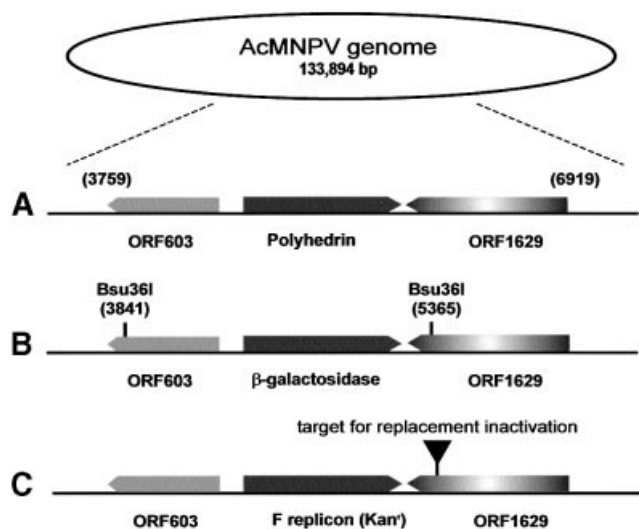 AcMNPV genome
133,894 bp
(3759) (6919)
A
ORF603 Polyhedrin ORF1629
Bsu36I Bsu36I
(3841) (5365)
B
ORF603 β-galactosidase ORF1629
target for replacement inactivation
C
ORF603 F replicon (Kanʳ) ORF1629